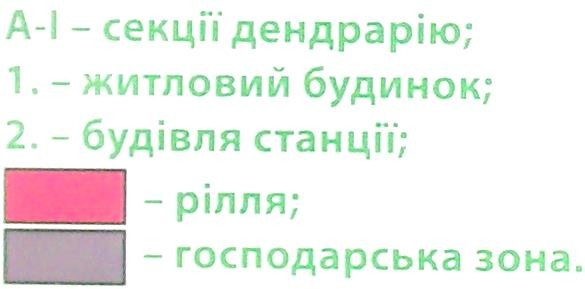 А-І – секції дендрарію;
1. – житловий будинок;
2. – будівля станції;
– рілля;
– господарська зона.